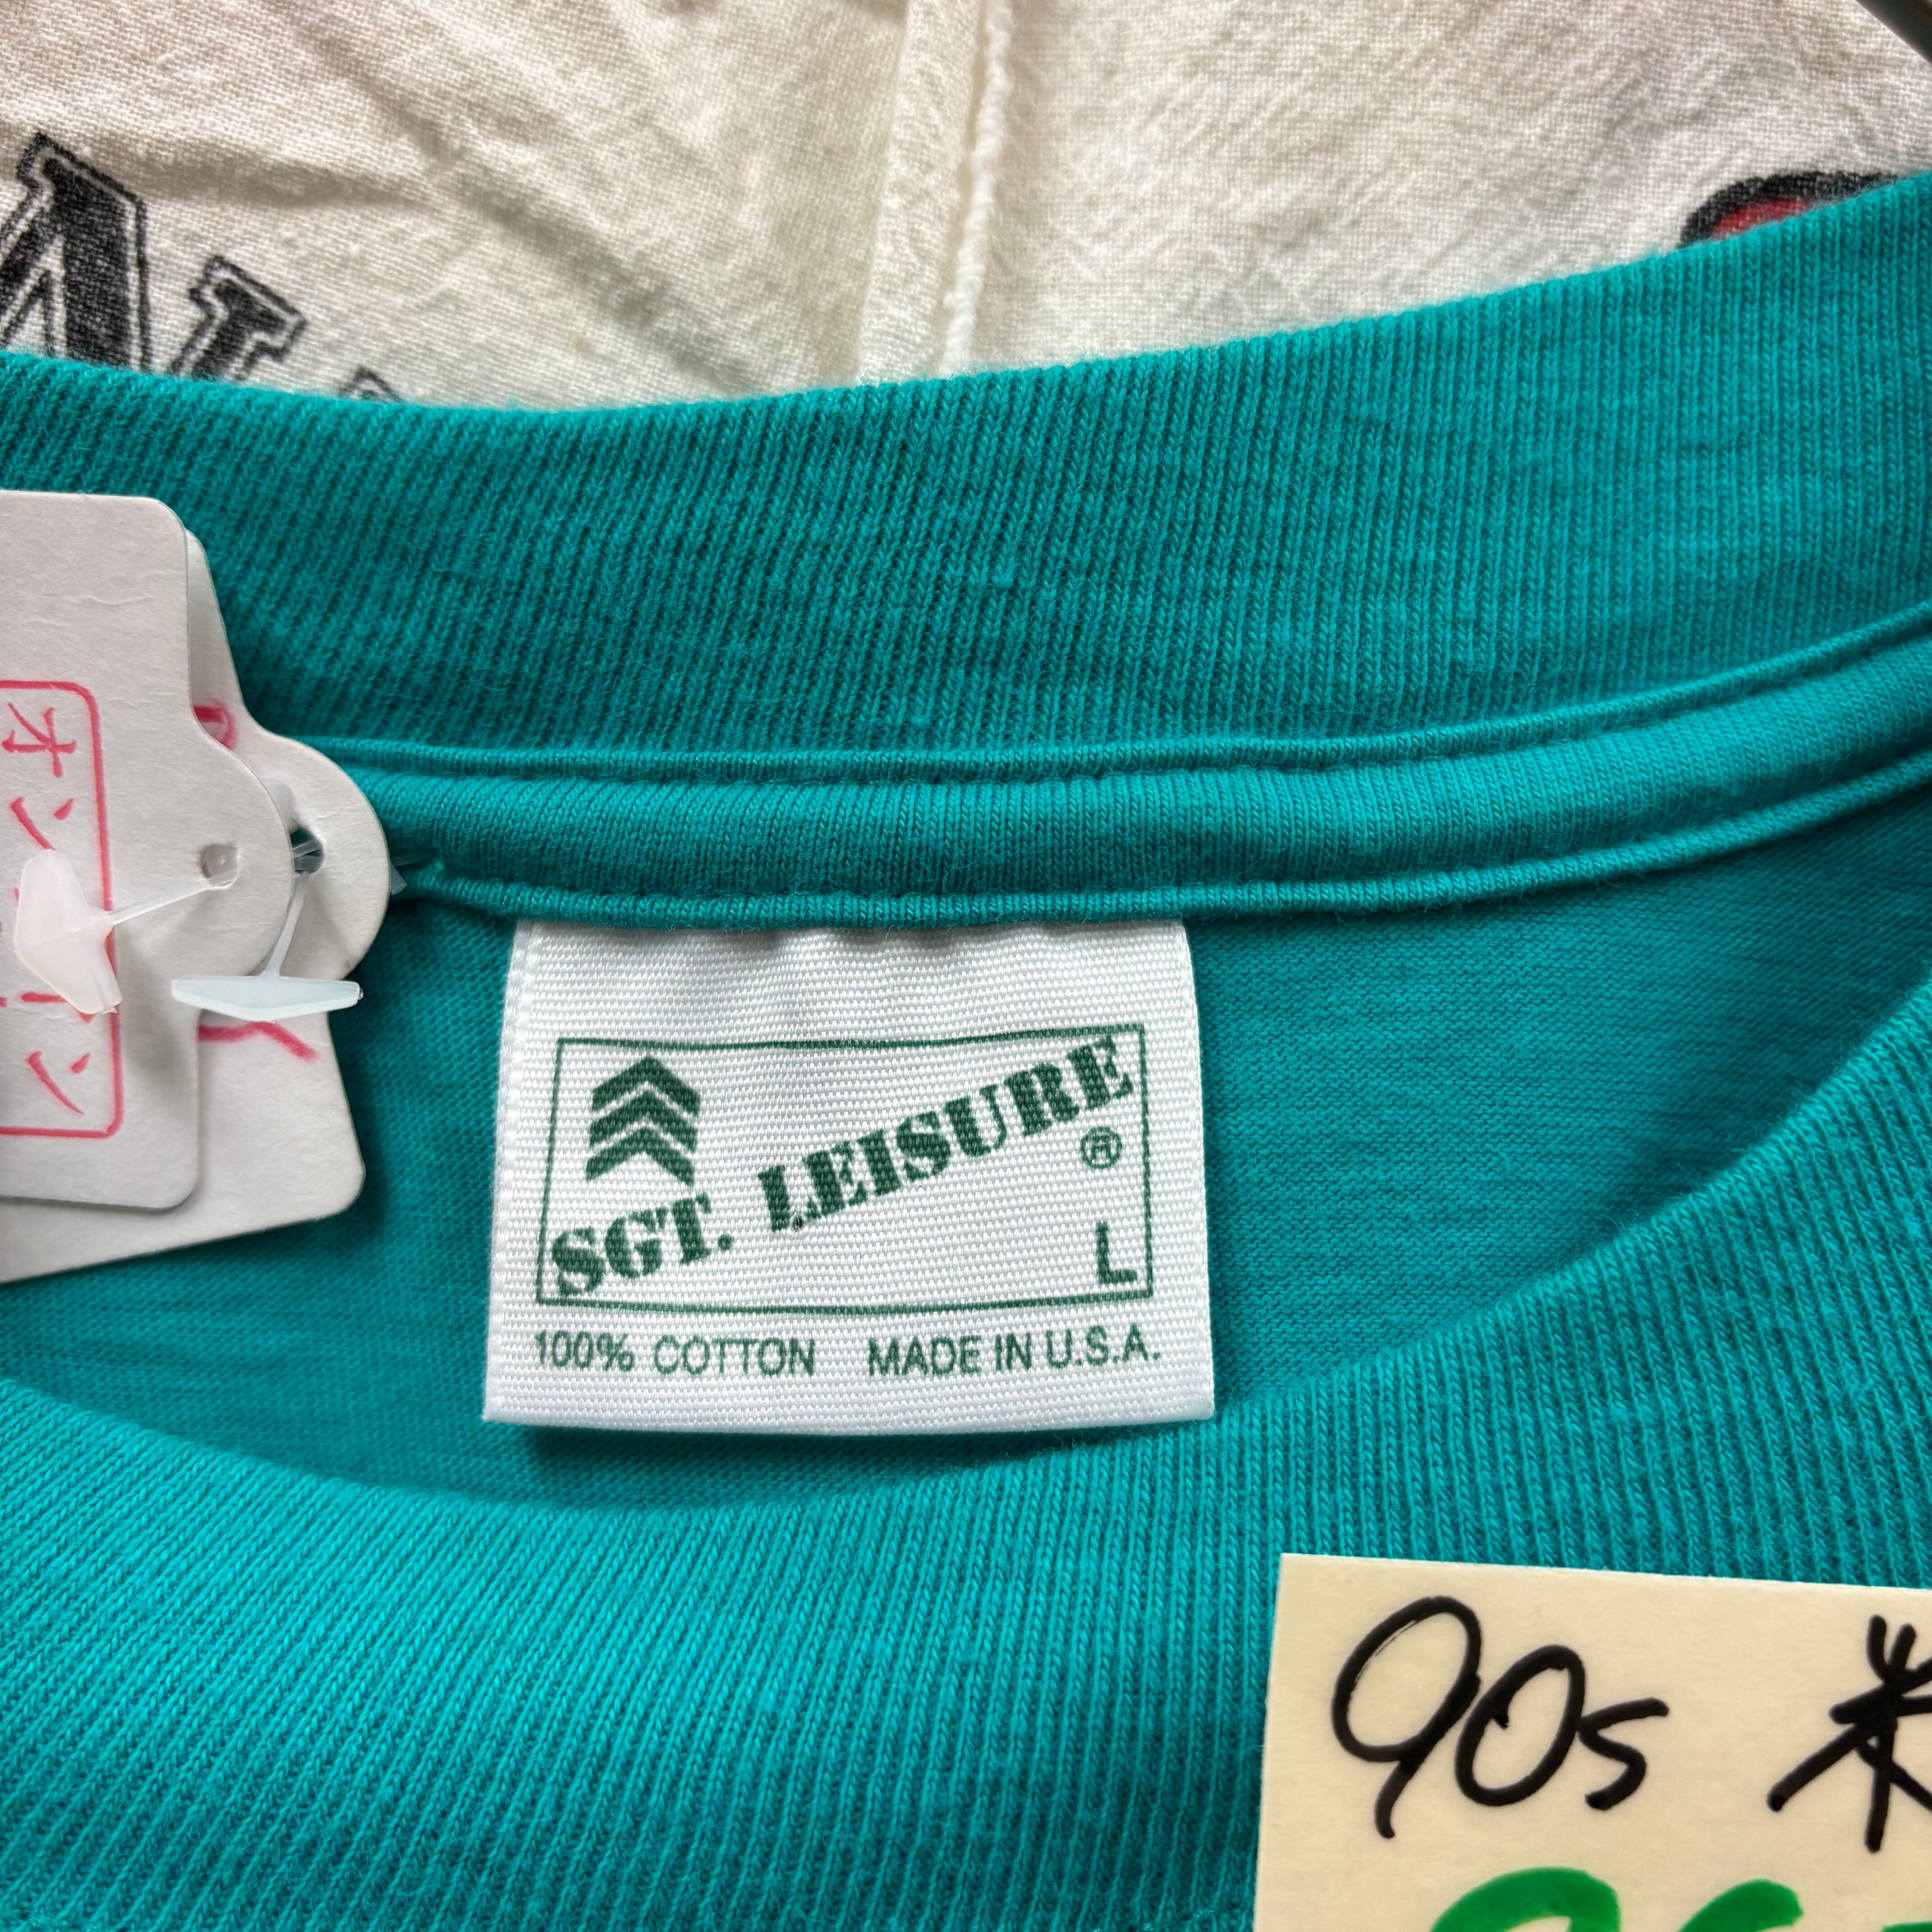 SGT. LEISURE
®
L
100% COTTON MADE IN U.S.A.
90s 米